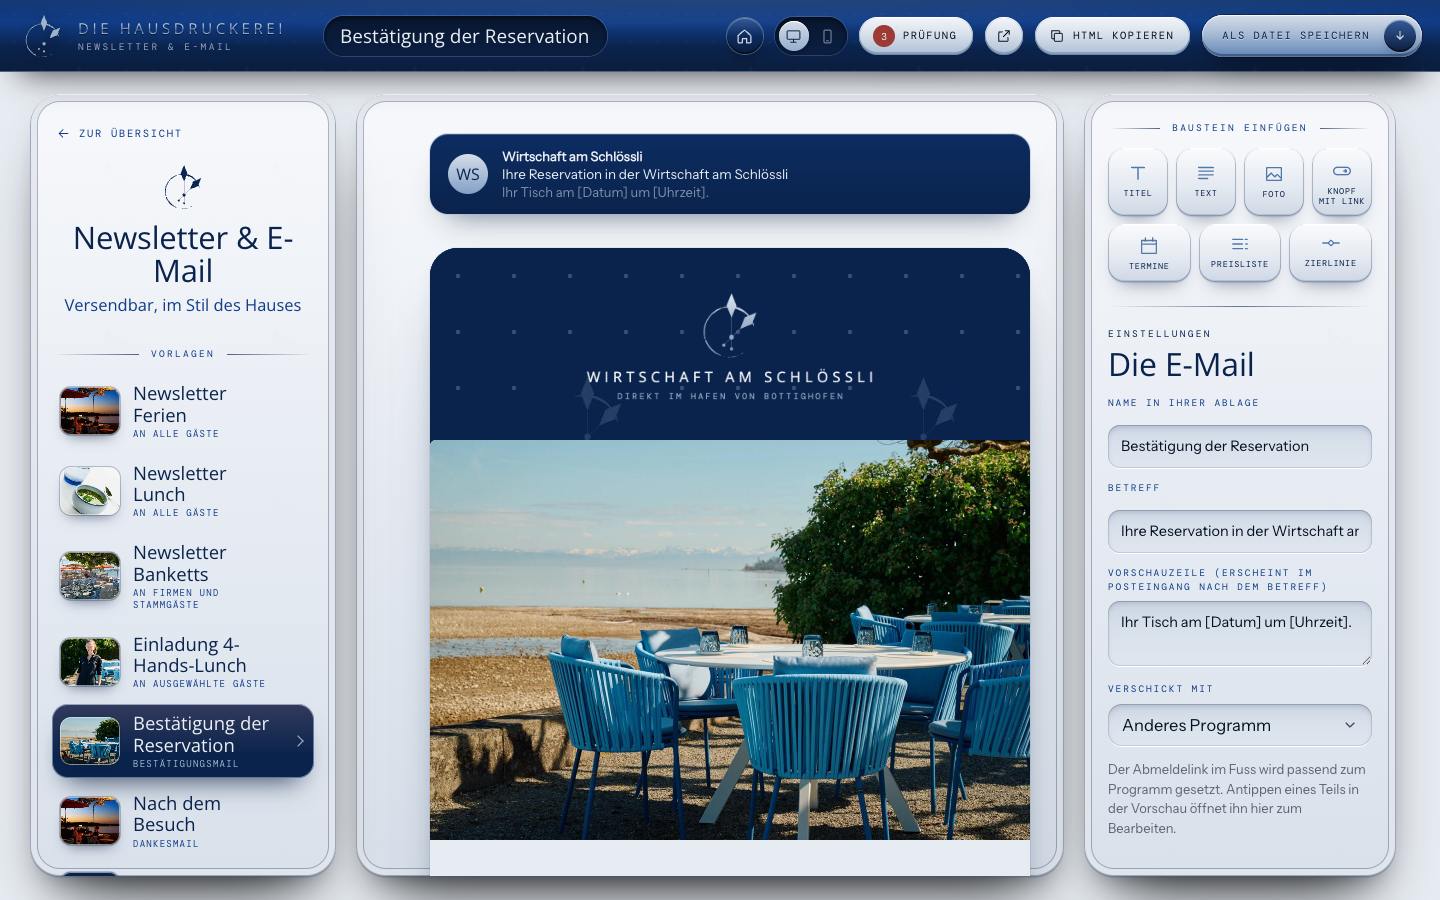 DIE HAUSDRUCKEREI
NEWSLETTER & E-MAIL
Bestätigung der Reservation
3 PRÜFUNG
HTML KOPIEREN
ALS DATEI SPEICHERN
← ZUR ÜBERSICHT
Newsletter & E-
Mail
Versendbar, im Stil des Hauses
VORLAGEN
Newsletter
Ferien
AN ALLE GÄSTE
Newsletter
Lunch
AN ALLE GÄSTE
Newsletter
Banketts
AN FIRMEN UND
STAMMGÄSTE
Einladung 4-
Hands-Lunch
AN AUSGEWÄHLTE GÄSTE
Bestätigung der
Reservation
BESTÄTIGUNGSMAIL
Nach dem
Besuch
DANKESMAIL
WS
Wirtschaft am Schlössli
Ihre Reservation in der Wirtschaft am Schlössli
Ihr Tisch am [Datum] um [Uhrzeit].
WIRTSCHAFT AM SCHLÖSSLI
DIREKT IM HAFEN VON BOTTIGHOFEN
BAUSTEIN EINFÜGEN
TITEL
TEXT
FOTO
KNOPF
MIT LINK
TERMINE
PREISLISTE
ZIERLINIE
EINSTELLUNGEN
Die E-Mail
NAME IN IHRER ABLAGE
Bestätigung der Reservation
BETREFF
Ihre Reservation in der Wirtschaft ar
VORSCHAUZEILE (ERSCHEINT IM
POSTEINGANG NACH DEM BETREFF)
Ihr Tisch am [Datum] um [Uhrzeit].
VERSCHICKT MIT
Anderes Programm
Der Abmeldelink im Fuss wird passend zum
Programm gesetzt. Antippen eines Teils in
der Vorschau öffnet ihn hier zum
Bearbeiten.